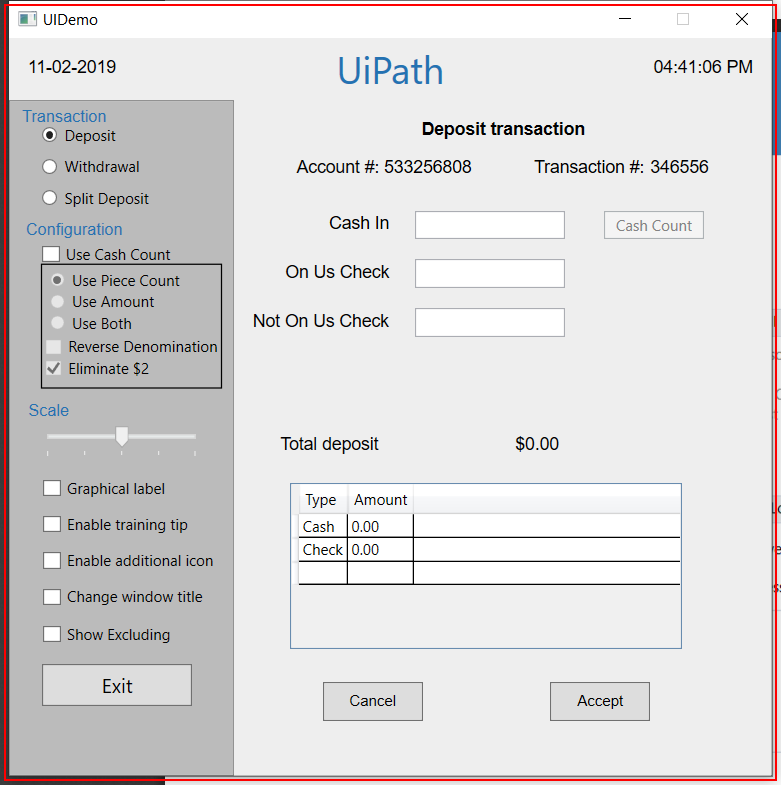 UIDemo
11-02-2019
UiPath
04:41:06 PM
Transaction
Deposit
Withdrawal
Split Deposit
Configuration
Use Cash Count
Use Piece Count
Use Amount
Use Both
Reverse Denomination
Eliminate $2
Scale
Graphical label
Enable training tip
Enable additional icon
Change window title
Show Excluding
Exit
Deposit transaction
Account #: 533256808 Transaction #: 346556
Cash In
Cash Count
On Us Check
Not On Us Check
Total deposit $0.00
Type Amount
Cash 0.00
Check 0.00
Cancel Accept